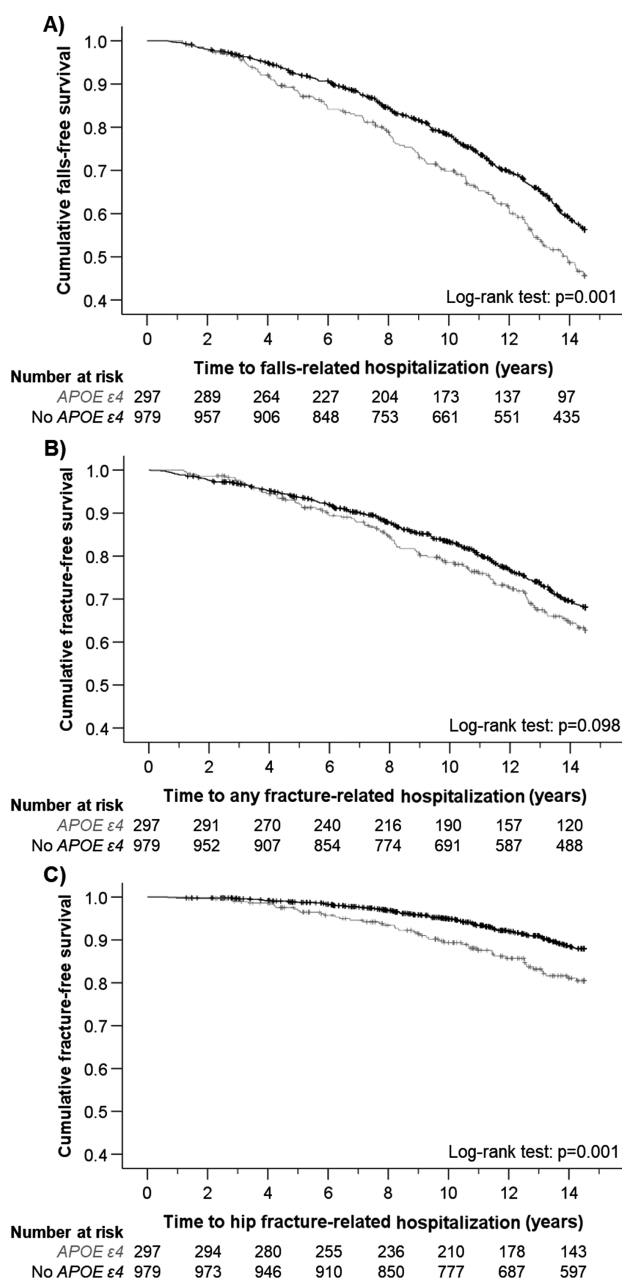 A)
Cumulative falls-free survival
1.0
0.9
0.8
0.7
0.6
0.5
0.4
Log-rank test: p=0.001
0 2 4 6 8 10 12 14
Time to falls-related hospitalization (years)
Number at risk
APOE ε4 297 289 264 227 204 173 137 97
No APOE ε4 979 957 906 848 753 661 551 435
B)
Cumulative fracture-free survival
1.0
0.9
0.8
0.7
0.6
0.5
0.4
Log-rank test: p=0.098
0 2 4 6 8 10 12 14
Time to any fracture-related hospitalization (years)
Number at risk
APOE ε4 297 291 270 240 216 190 157 120
No APOE ε4 979 952 907 854 774 691 587 488
C)
Cumulative fracture-free survival
1.0
0.9
0.8
0.7
0.6
0.5
0.4
Log-rank test: p=0.001
0 2 4 6 8 10 12 14
Time to hip fracture-related hospitalization (years)
Number at risk
APOE ε4 297 294 280 255 236 210 178 143
No APOE ε4 979 973 946 910 850 777 687 597